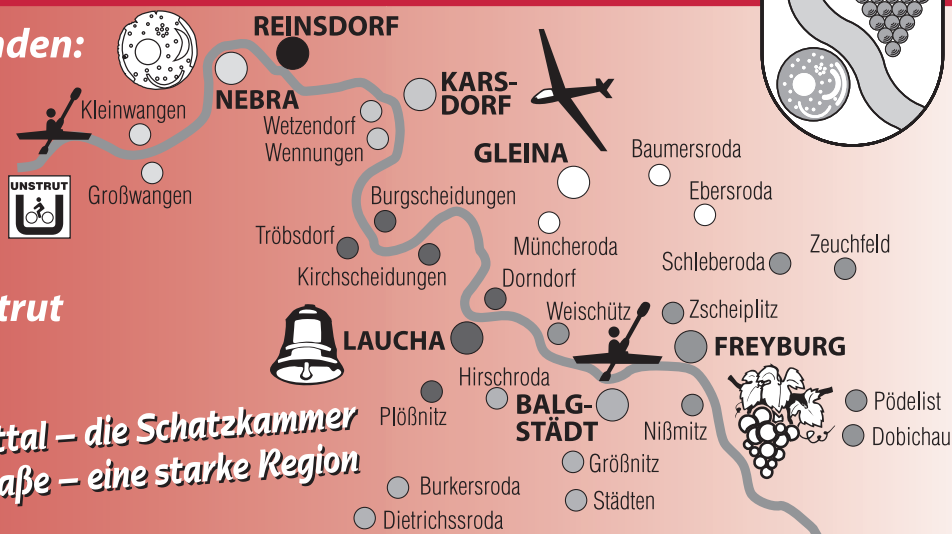 nden:
REINSDORF
NEBRA
KARS-
DORF
Kleinwangen
Wetzendorf
Wennungen
GLEINA
Baumersroda
UNSTRUT
U
Großwangen
Burgscheidungen
Ebersroda
Tröbsdorf
Müncheroda
Zeuchfeld
Kirchscheidungen
Schleberoda
Dorndorf
trut
Weischütz
Zscheiplitz
LAUCHA
FREYBURG
Hirschroda
Plößnitz
BALG-
STÄDT
Nißmitz
Pödelist
Dobichau
ttal – die Schatzkammer
aße – eine starke Region
Größnitz
Burkersroda
Städten
Dietrichssroda